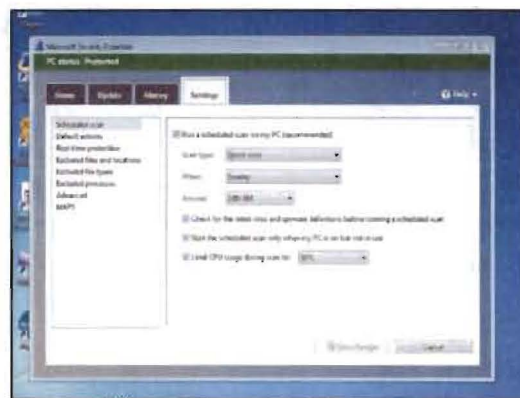 Microsoft Security Essentials
PC status: Protected
Home Update History Settings
Help
Scheduled scan
Default actions
Real-time protection
Excluded files and locations
Excluded file types
Excluded processes
Advanced
MAPS
Run a scheduled scan on my PC (recommended)
Scan type: Quick scan
When: Sunday
Around: 2:00 AM
Check for the latest virus and spyware definitions before running a scheduled scan
Start the scheduled scan only when my PC is on but not in use
Limit CPU usage during scan to: 50%
Save changes Cancel